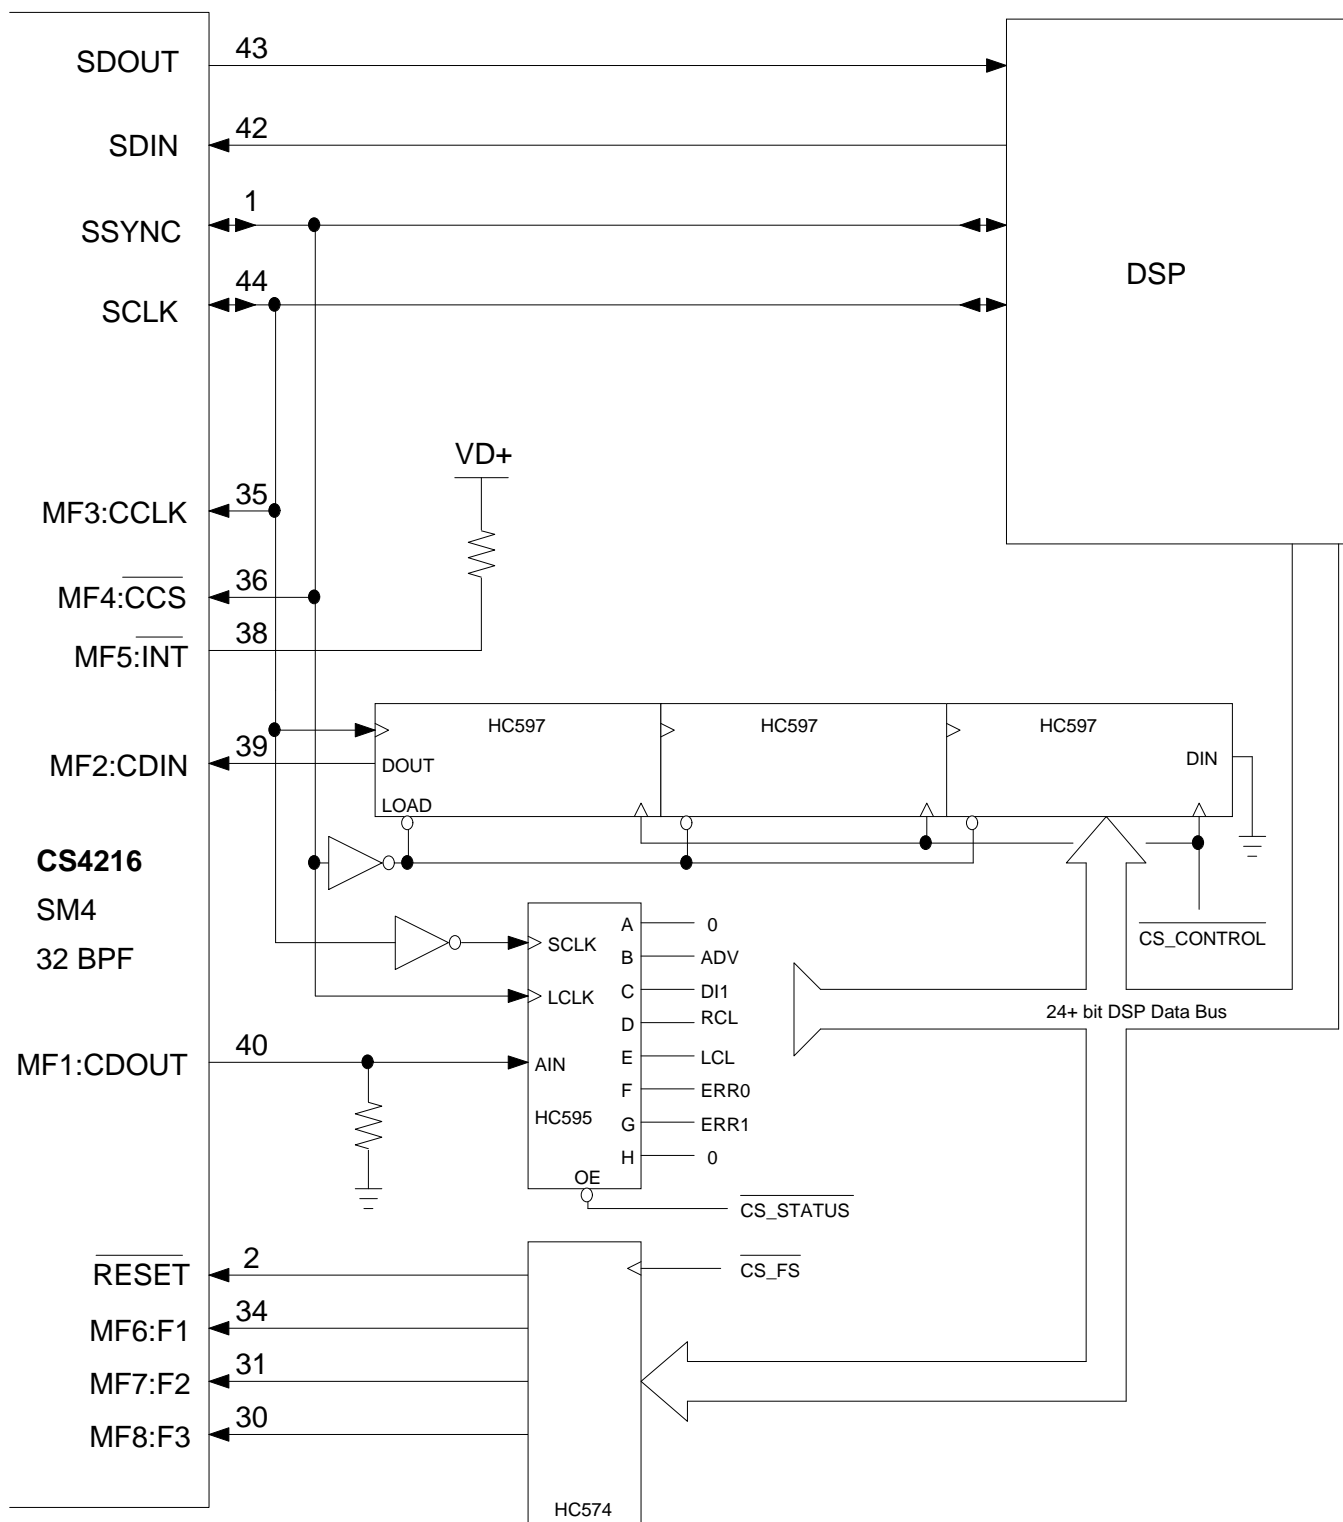 SDOUT 43
SDIN 42
SSYNC 1
SCLK 44
DSP
VD+
MF3:CCLK 35
MF4:CCS 36
MF5:INT 38
HC597 HC597 HC597
MF2:CDIN 39 DOUT DIN
LOAD
CS4216
SM4
32 BPF
CS_CONTROL
A 0
SCLK B ADV
LCLK C DI1
D RCL
24+ bit DSP Data Bus
MF1:CDOUT 40 AIN E LCL
F ERR0
HC595 G ERR1
H 0
OE
CS_STATUS
RESET 2 CS_FS
MF6:F1 34
MF7:F2 31
MF8:F3 30
HC574